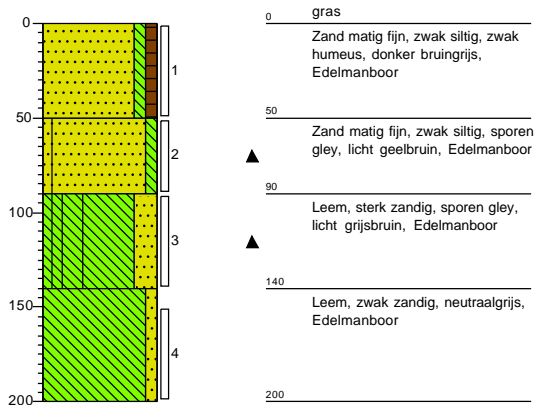 0
gras
0
Zand matig fijn, zwak siltig, zwak
humeus, donker bruingrijs,
Edelmanboor
1
50
50
Zand matig fijn, zwak siltig, sporen
gley, licht geelbruin, Edelmanboor
2
90
Leem, sterk zandig, sporen gley,
licht grijsbruin, Edelmanboor
100
3
140
Leem, zwak zandig, neutraalgrijs,
Edelmanboor
150
4
200
200